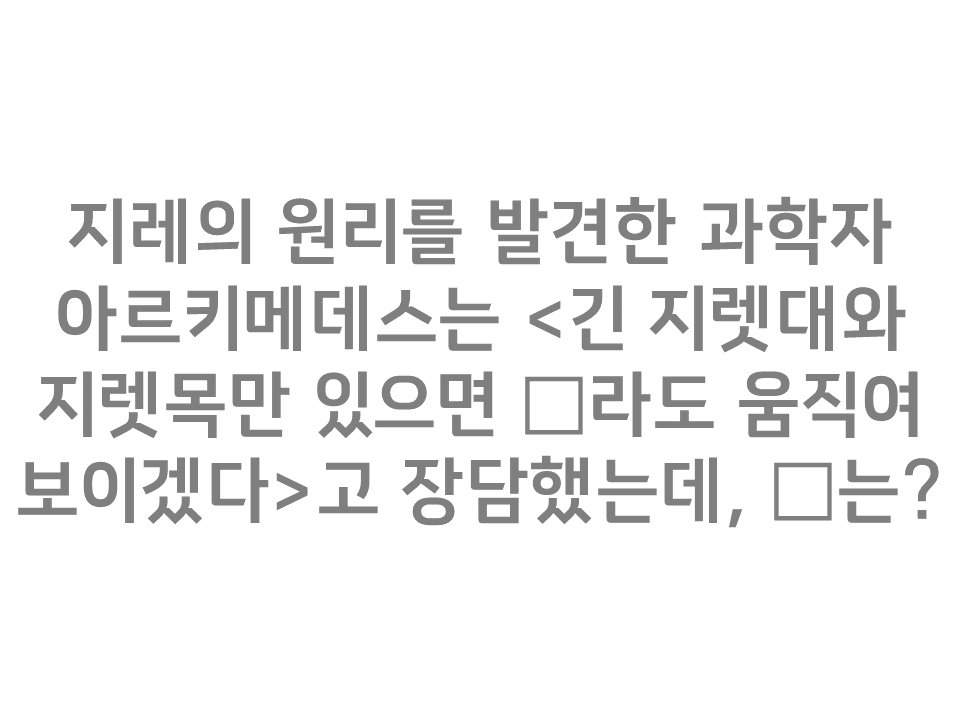 지레의 원리를 발견한 과학자
아르키메데스는 <긴 지렛대와
지렛목만 있으면 □라도 움직여
보이겠다>고 장담했는데, □는?